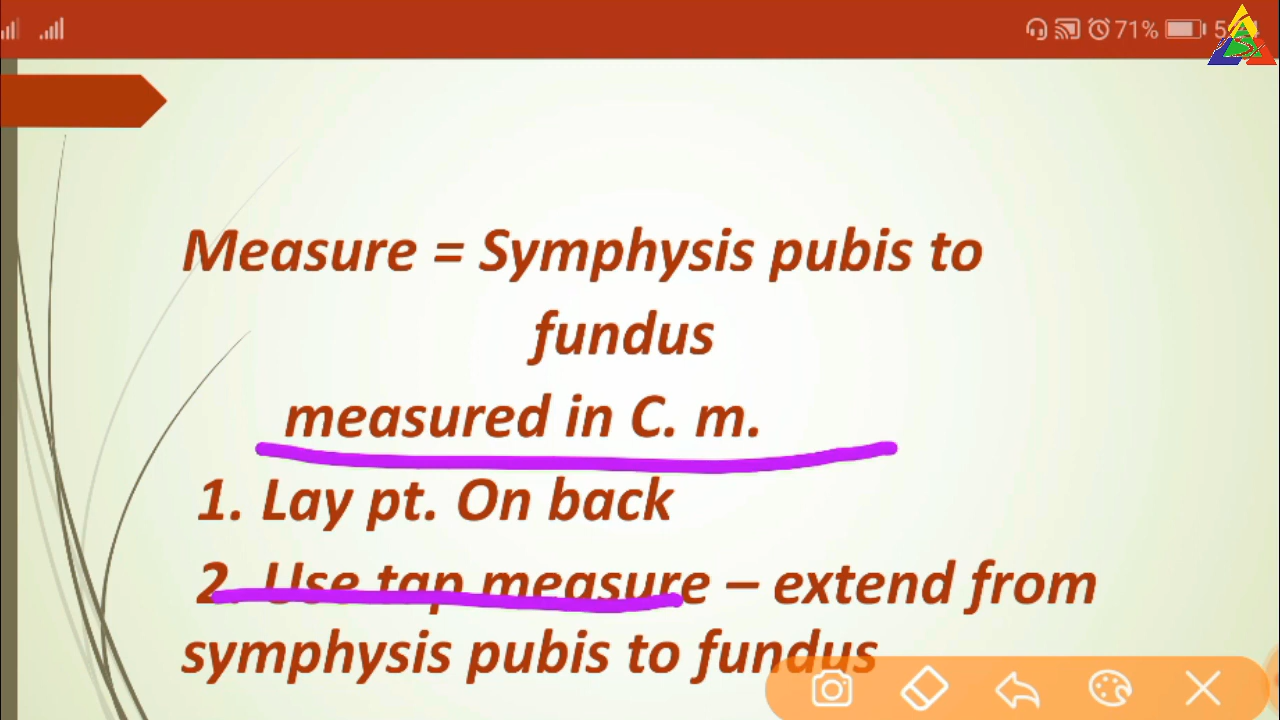 71%
Measure = Symphysis pubis to
fundus
measured in C. m.
1. Lay pt. On back
2. Use tap measure – extend from
symphysis pubis to fundus